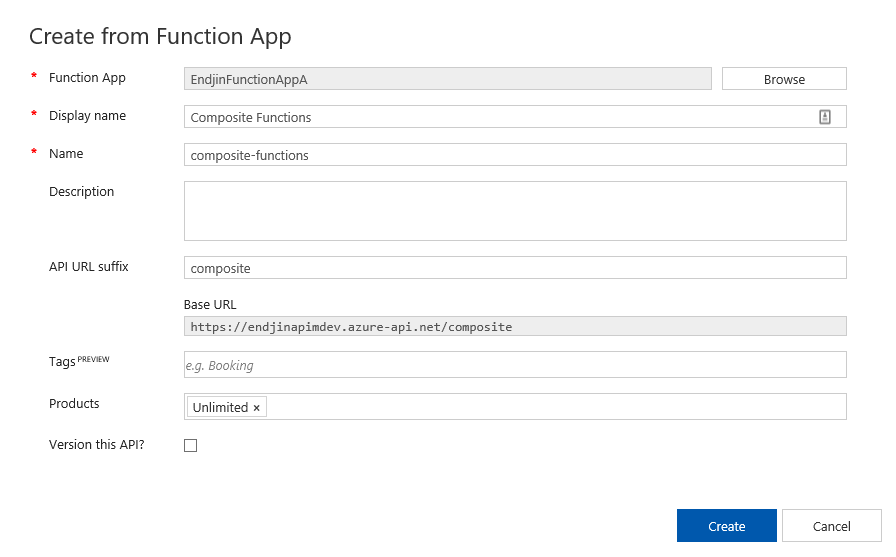 Create from Function App
* Function App EndjinFunctionAppA Browse
* Display name Composite Functions
* Name composite-functions
Description
API URL suffix composite
Base URL
https://endjinapimdev.azure-api.net/composite
Tags PREVIEW e.g. Booking
Products Unlimited ×
Version this API?
Create Cancel